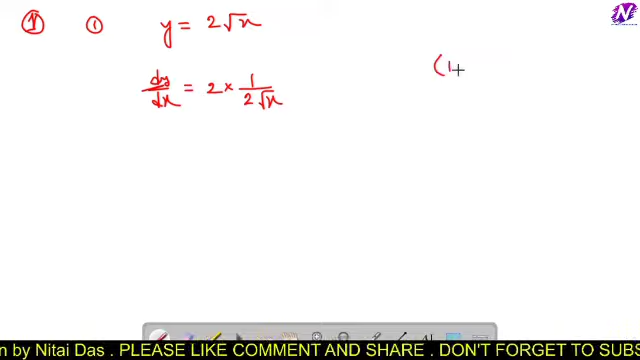 N
① ① y = 2√x
(1
dy/dx = 2 × 1/2√x
n by Nitai Das . PLEASE LIKE COMMENT AND SHARE . DON'T FORGET TO SUBS